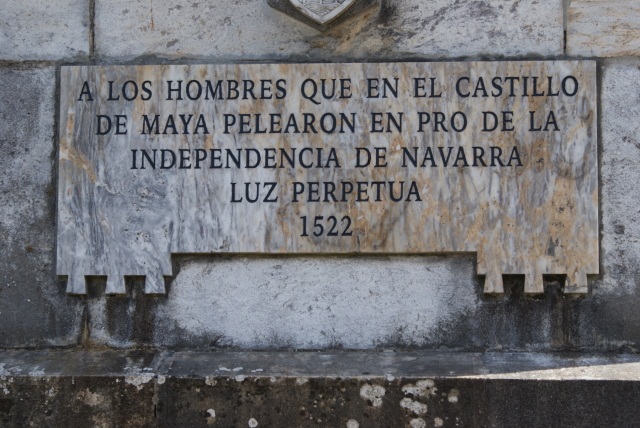 A LOS HOMBRES QUE EN EL CASTILLO
DE MAYA PELEARON EN PRO DE LA
INDEPENDENCIA DE NAVARRA
LUZ PERPETUA
1522